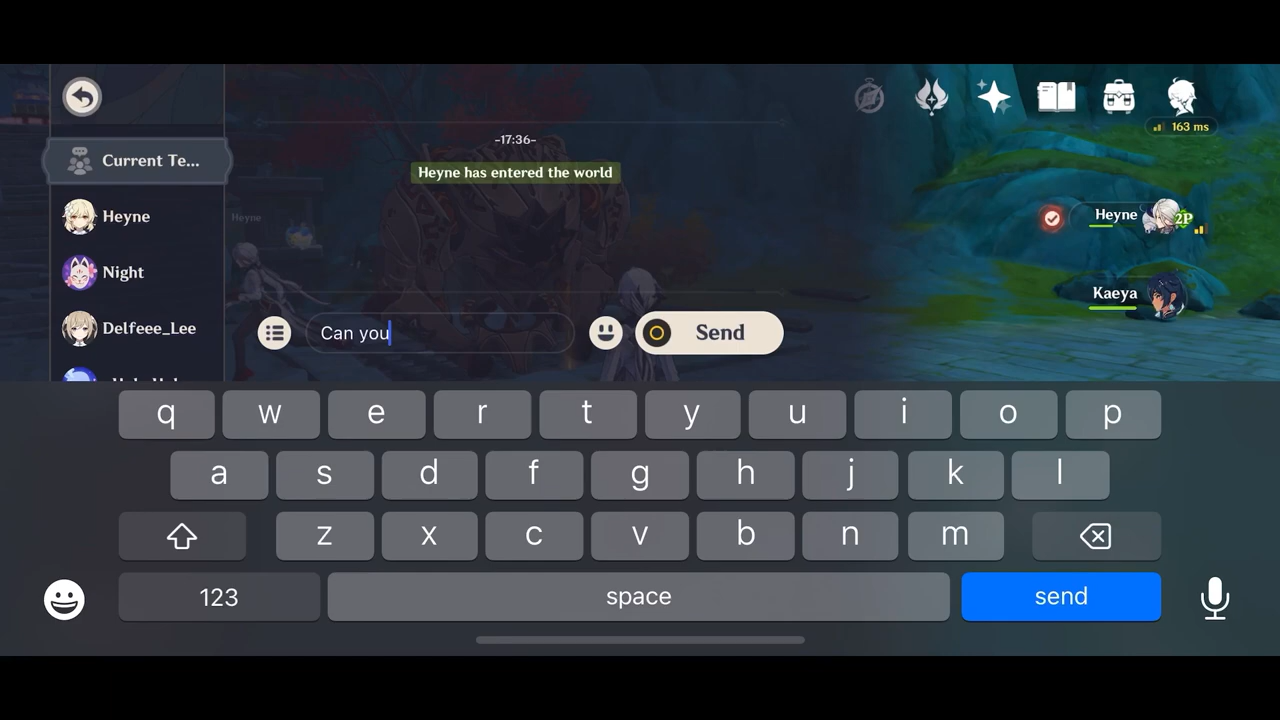 163 ms
Current Te...
-17:36-
Heyne has entered the world
Heyne
Heyne
Heyne
2P
Night
Kaeya
Delfeee_Lee
Can you
Send
q w e r t y u i o p
a s d f g h j k l
z x c v b n m
123
space
send